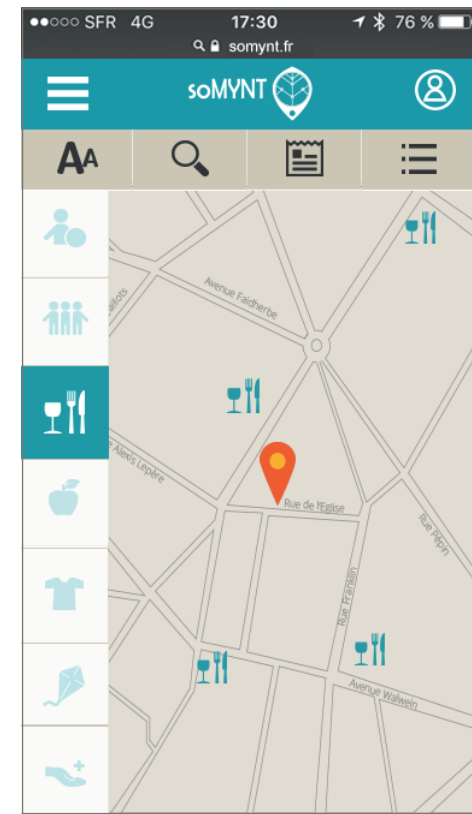 SFR 4G 17:30 76 %
somynt.fr
soMYNT
AA
Avenue Faidherbe
Alexis Lepère
Rue de l'Eglise
Rue Pépin
Rue Franklin
Avenue Walwein